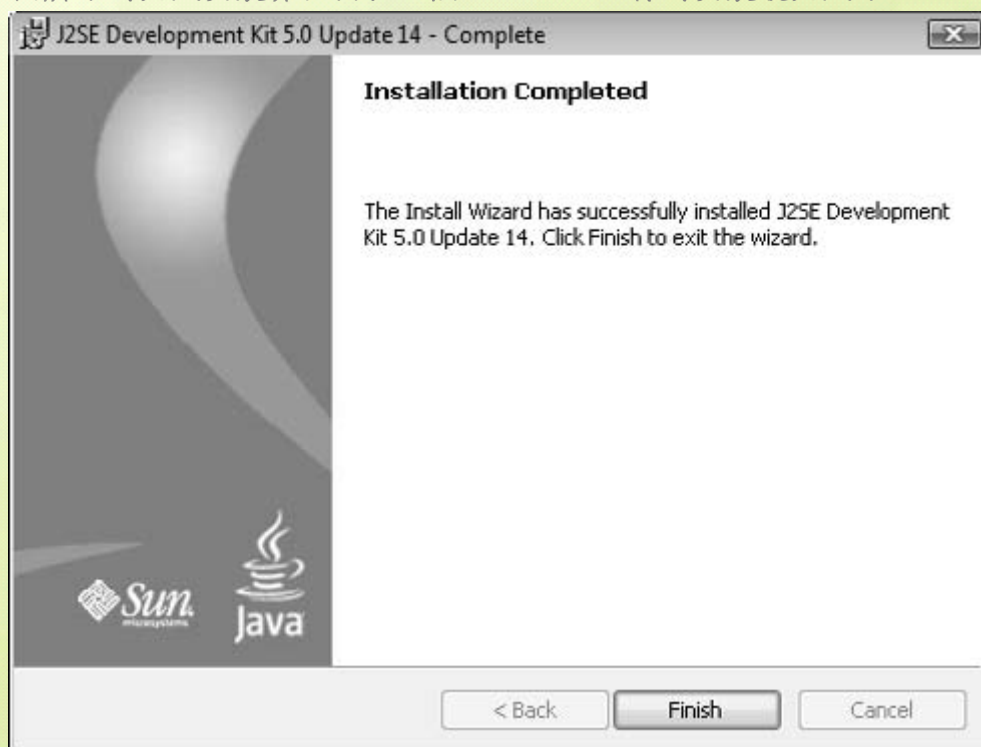 J2SE Development Kit 5.0 Update 14 - Complete
Installation Completed
The Install Wizard has successfully installed J2SE Development
Kit 5.0 Update 14. Click Finish to exit the wizard.
Sun
microsystems
Java
< Back
Finish
Cancel